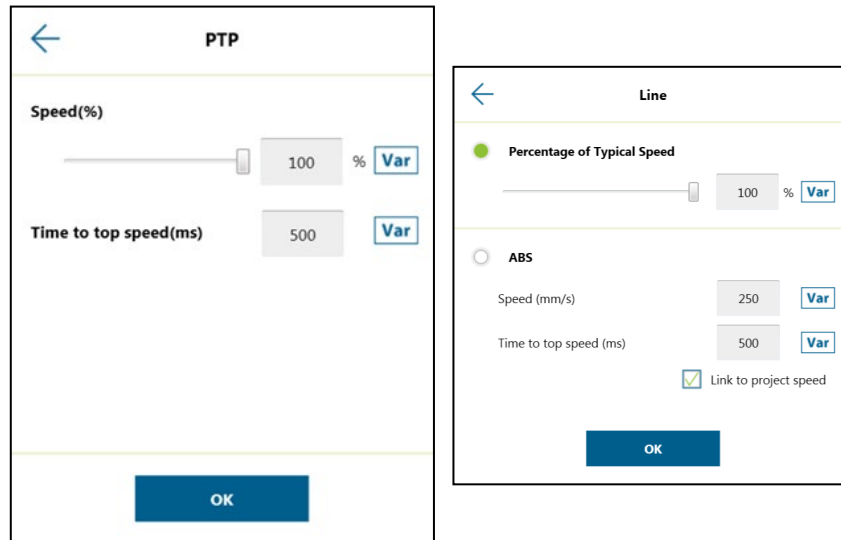 PTP
Speed(%)
100 % Var
Time to top speed(ms) 500 Var
OK
Line
Percentage of Typical Speed
100 % Var
ABS
Speed (mm/s) 250 Var
Time to top speed (ms) 500 Var
Link to project speed
OK